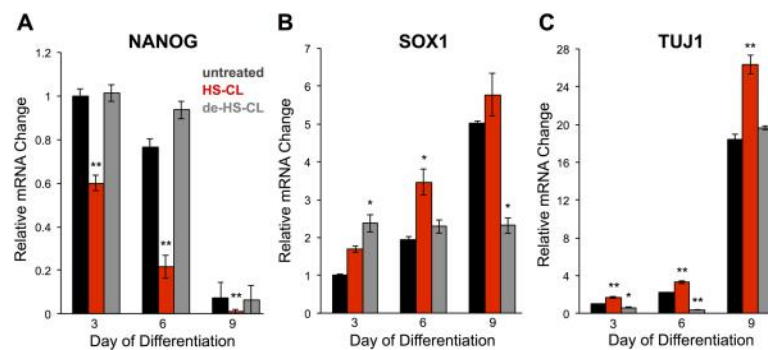 A
NANOG
untreated
HS-CL
de-HS-CL
Relative mRNA Change
1.2
1
0.8
0.6
0.4
0.2
0
**
**
**
3 6 9
Day of Differentiation
B
SOX1
Relative mRNA Change
7
6
5
4
3
2
1
0
*
*
*
3 6 9
Day of Differentiation
C
TUJ1
Relative mRNA Change
28
24
20
16
12
8
4
0
**
*
**
**
**
3 6 9
Day of Differentiation